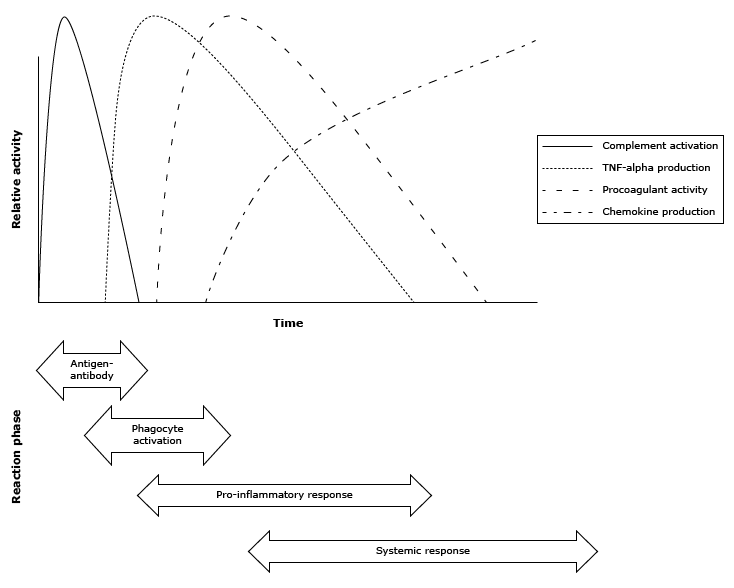 Relative activity
Complement activation
TNF-alpha production
Procoagulant activity
Chemokine production
Time
Reaction phase
Antigen-
antibody
Phagocyte
activation
Pro-inflammatory response
Systemic response